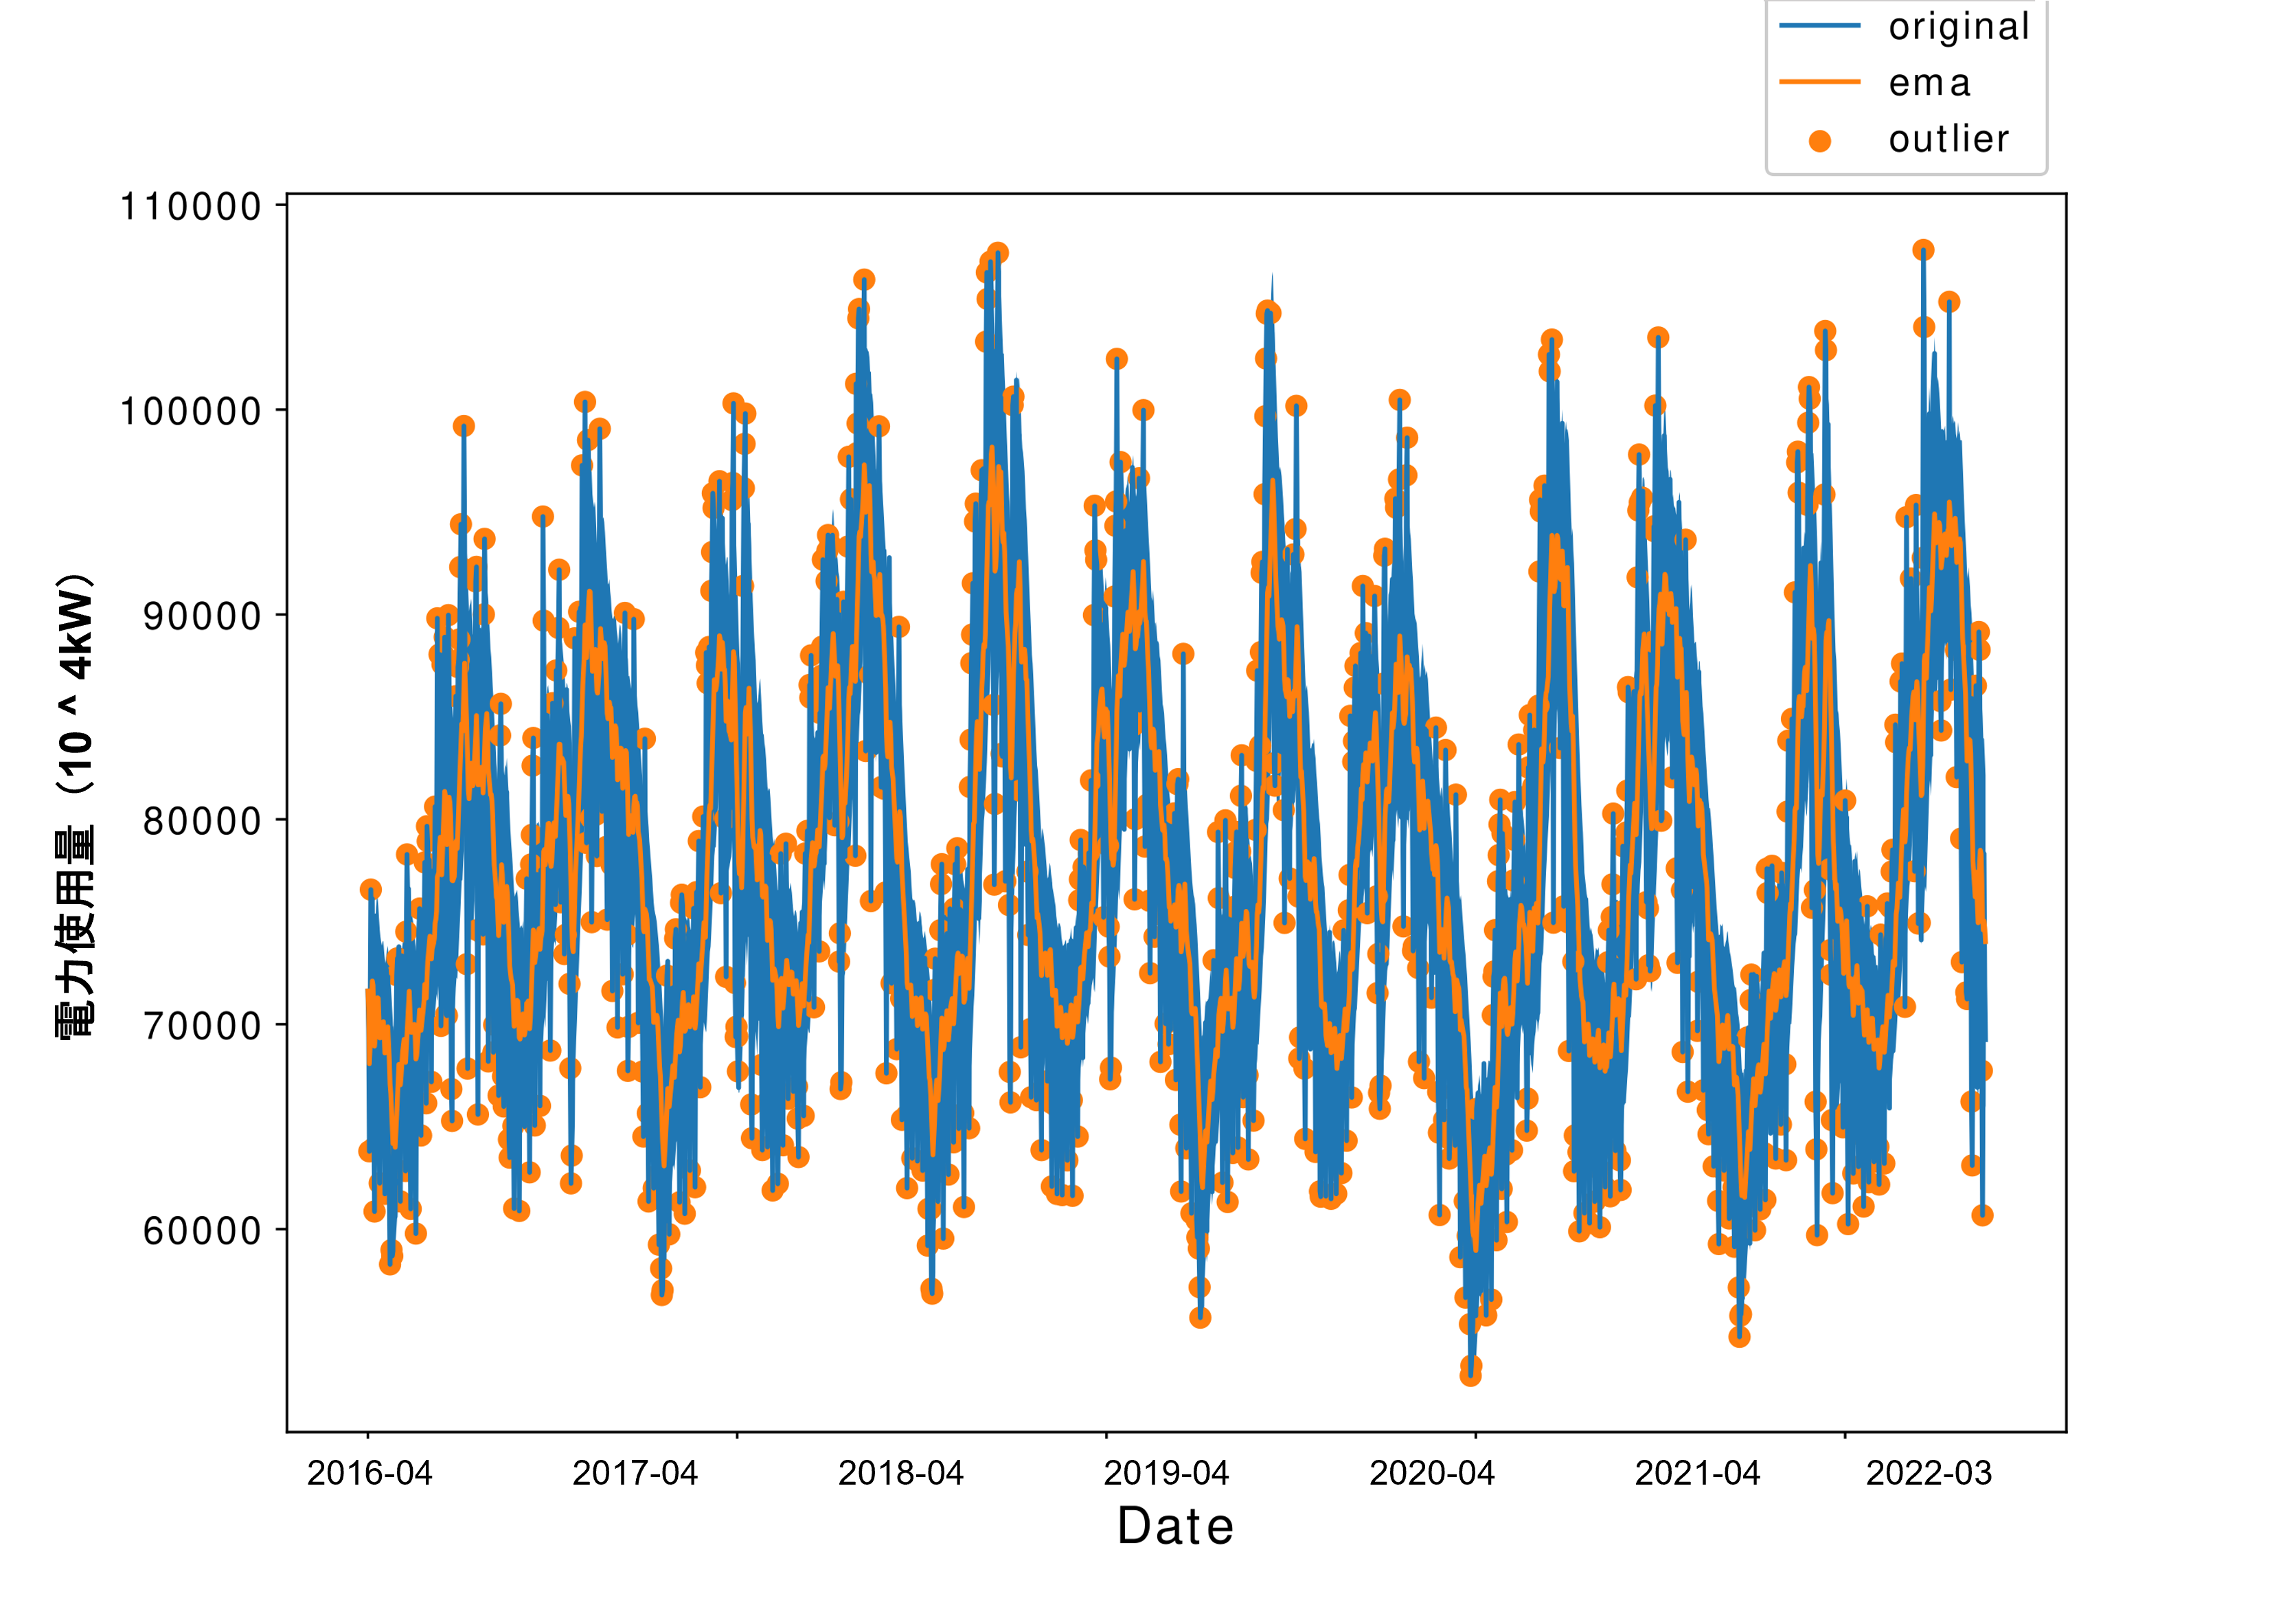 original
ema
outlier
110000
100000
90000
80000
70000
60000
電力使用量（10 ^ 4kW）
2016-04 2017-04 2018-04 2019-04 2020-04 2021-04 2022-03
Date